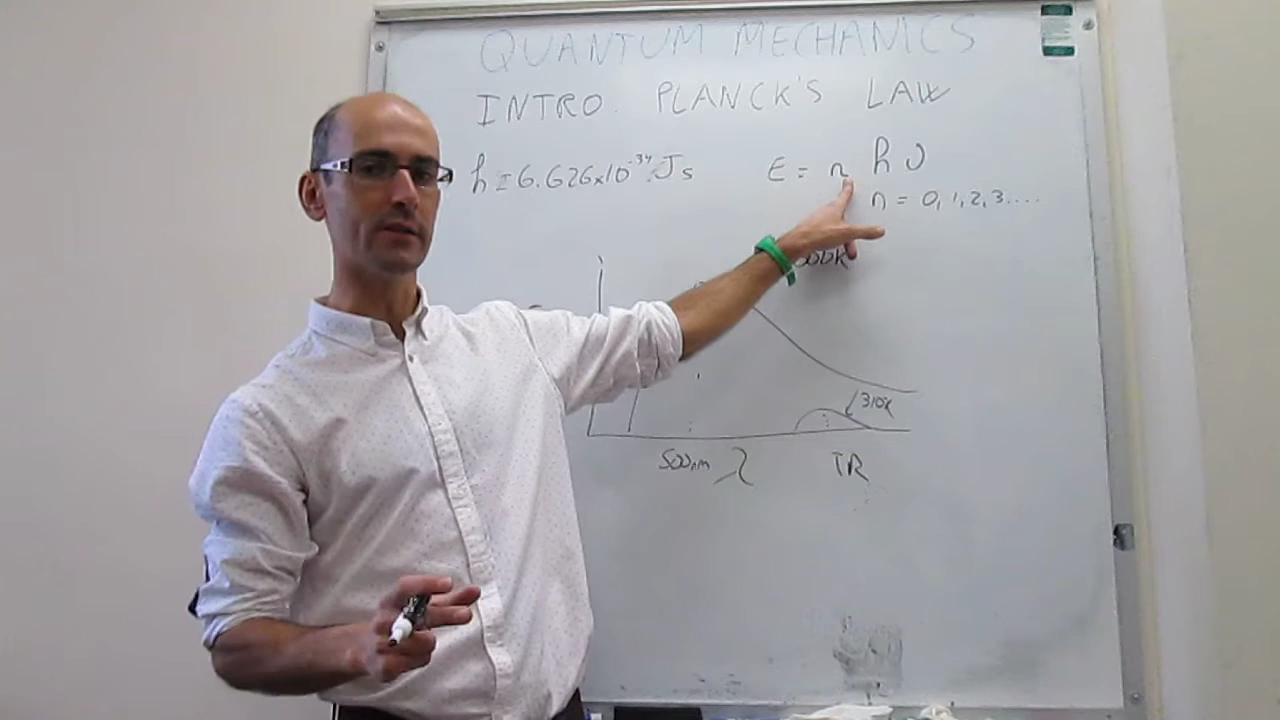 QUANTUM MECHANICS
INTRO. PLANCK'S LAW
h = 6.626x10^-34 Js
E = n h υ
n = 0, 1, 2, 3....
310K
500nm λ IR